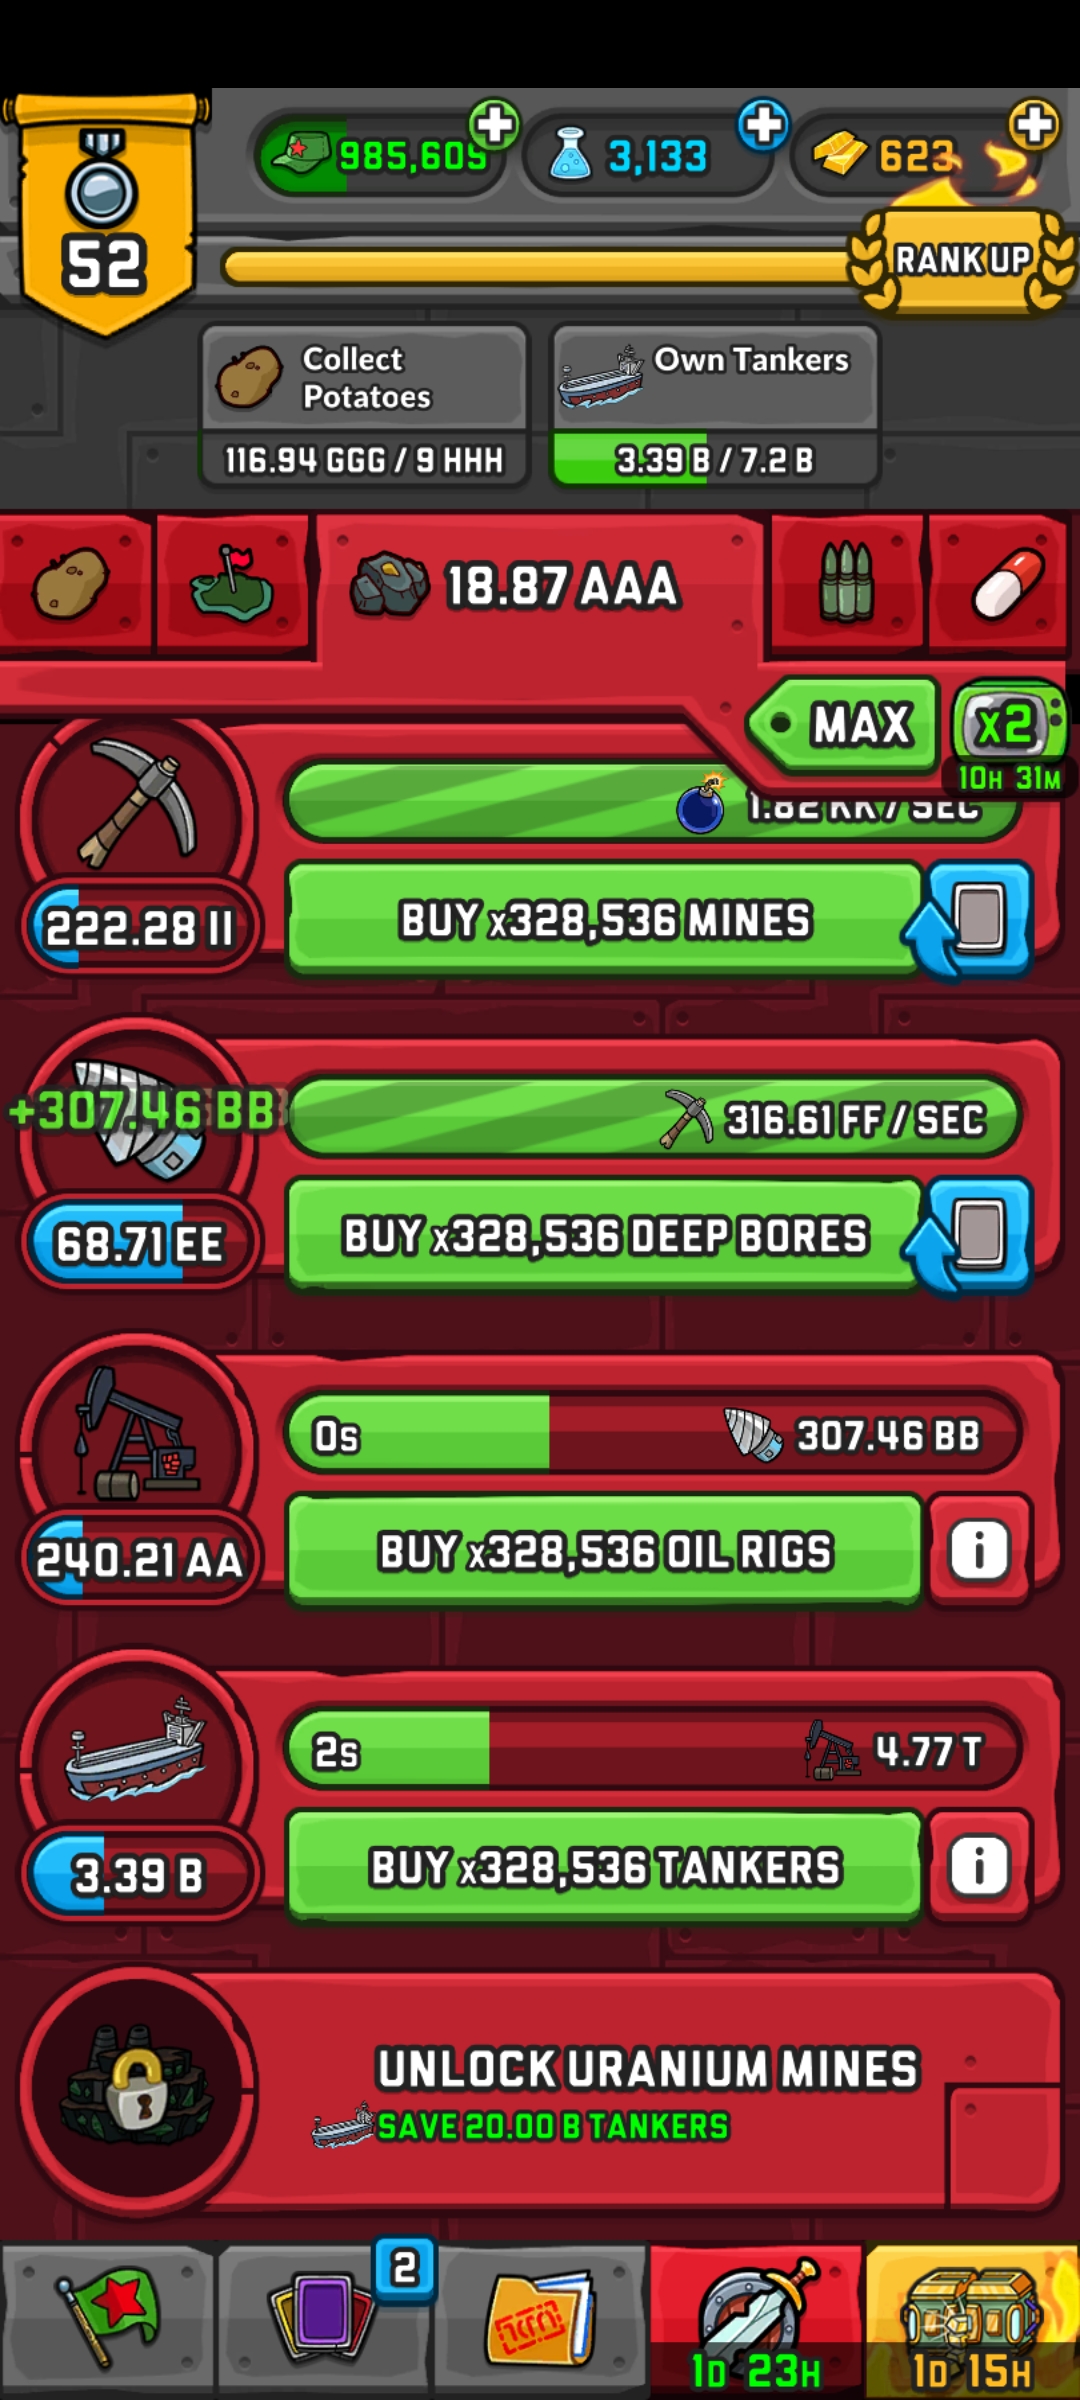 985,609
3,133
623
52
RANK UP
Collect
Potatoes
Own Tankers
116.94 GGG / 9 HHH
3.39 B / 7.2 B
18.87 AAA
MAX
x2
10H 31M
1.82 KK / SEC
222.28 II
BUY x328,536 MINES
+307.46 BB
316.61 FF / SEC
68.71 EE
BUY x328,536 DEEP BORES
0s
307.46 BB
240.21 AA
BUY x328,536 OIL RIGS
i
2s
4.77 T
3.39 B
BUY x328,536 TANKERS
i
UNLOCK URANIUM MINES
SAVE 20.00 B TANKERS
2
1D 23H
1D 15H